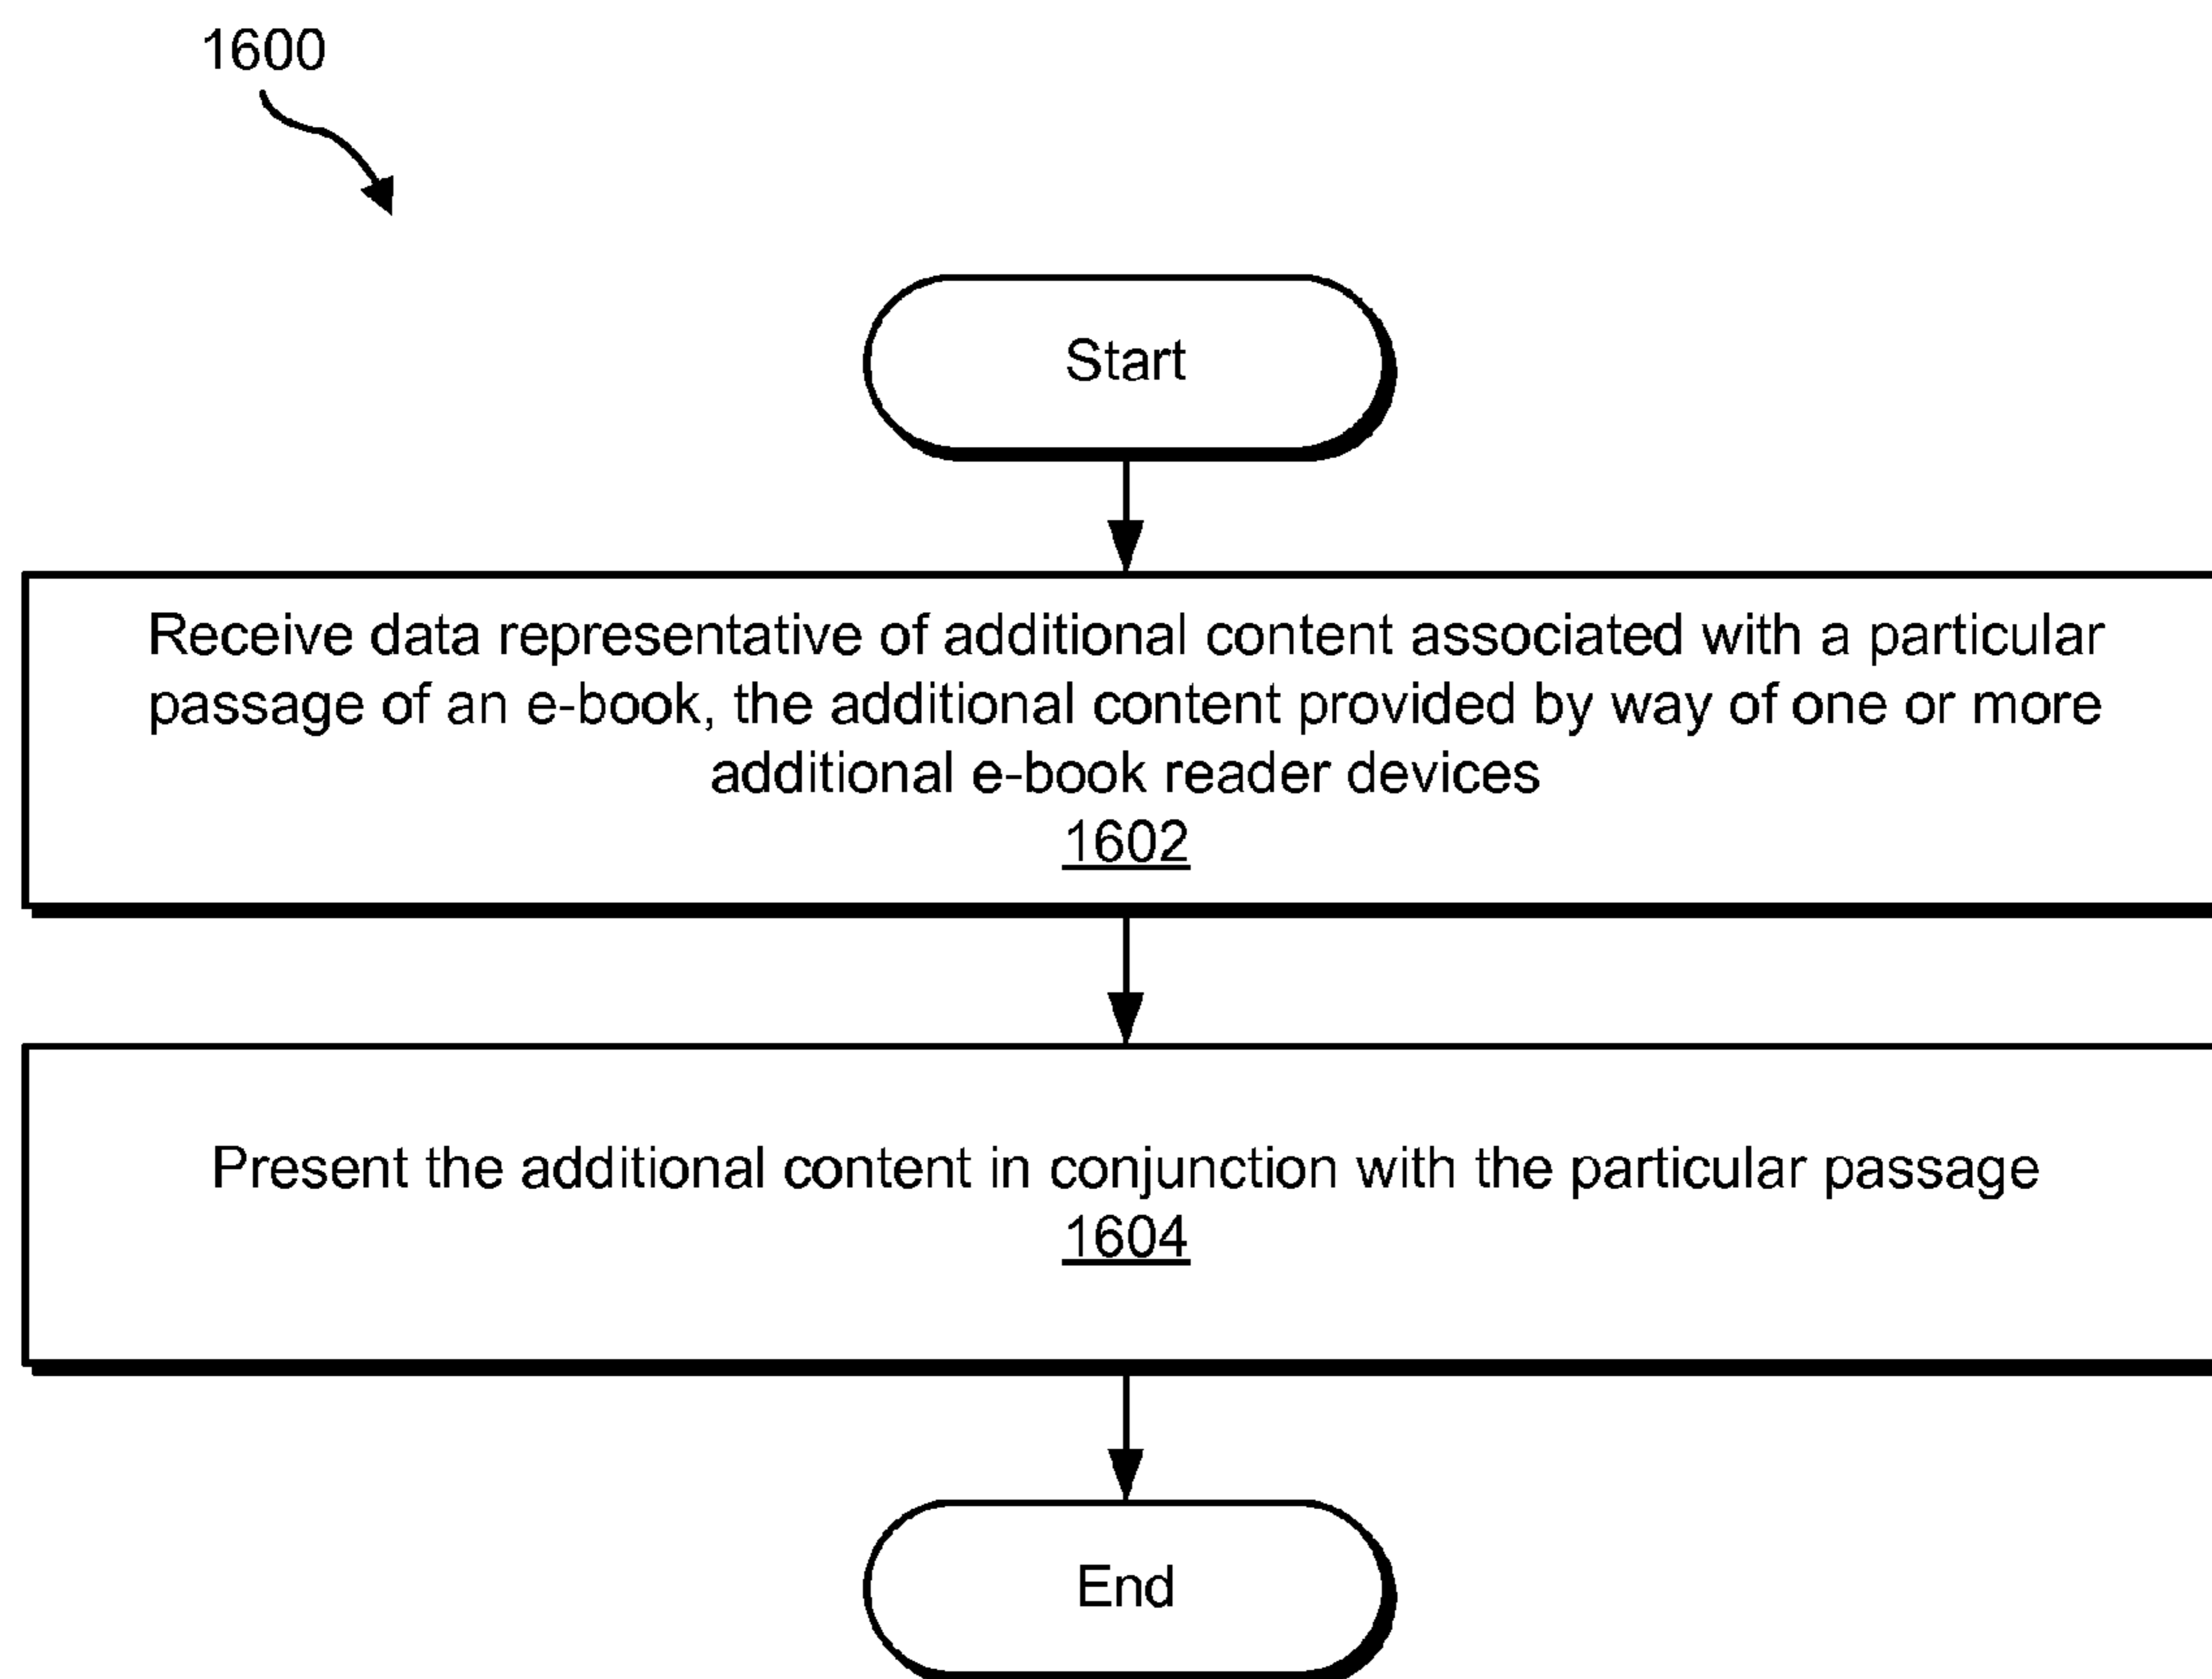 1600
Start
Receive data representative of additional content associated with a particular
passage of an e-book, the additional content provided by way of one or more
additional e-book reader devices
1602
Present the additional content in conjunction with the particular passage
1604
End